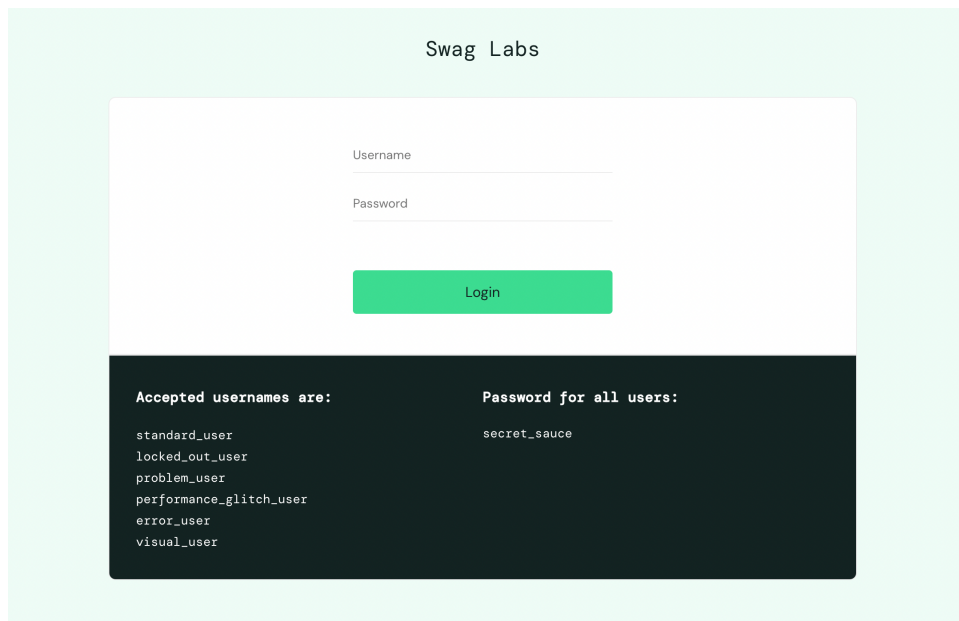 Swag Labs
Username
Password
Login
Accepted usernames are:
standard_user
locked_out_user
problem_user
performance_glitch_user
error_user
visual_user
Password for all users:
secret_sauce